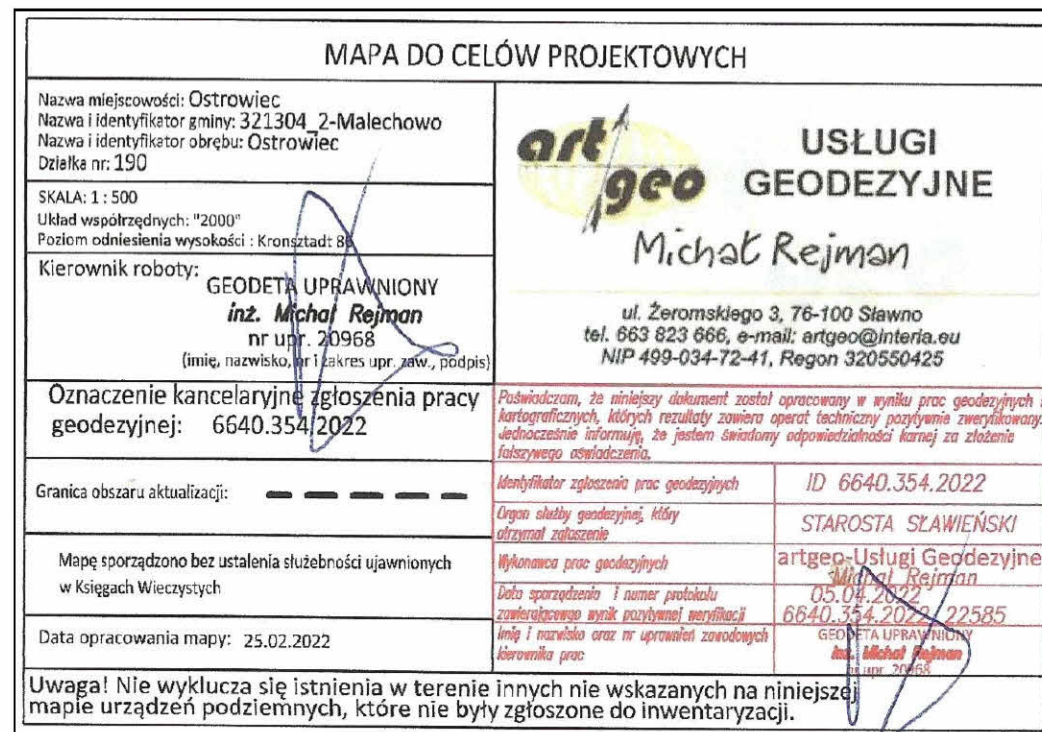 MAPA DO CELÓW PROJEKTOWYCH
Nazwa miejscowości: Ostrowiec
Nazwa i identyfikator gminy: 321304_2-Malechowo
Nazwa i identyfikator obrębu: Ostrowiec
Działka nr: 190
SKALA: 1 : 500
Układ współrzędnych: "2000"
Poziom odniesienia wysokości : Kronsztadt 86
Kierownik roboty:
GEODETA UPRAWNIONY
inż. Michał Rejman
nr upr. 20968
(imię, nazwisko, nr i zakres upr. zaw., podpis)
Oznaczenie kancelaryjne zgłoszenia pracy
geodezyjnej: 6640.354.2022
Granica obszaru aktualizacji:
Mapę sporządzono bez ustalenia służebności ujawnionych
w Księgach Wieczystych
Data opracowania mapy: 25.02.2022
art geo
USŁUGI
GEODEZYJNE
Michał Rejman
ul. Żeromskiego 3, 76-100 Sławno
tel. 663 823 666, e-mail: artgeo@interia.eu
NIP 499-034-72-41, Regon 320550425
Poświadczam, że niniejszy dokument został opracowany w wyniku prac geodezyjnych i
kartograficznych, których rezultaty zawiera operat techniczny pozytywnie zweryfikowany.
Jednocześnie informuję, że jestem świadomy odpowiedzialności karnej za złożenie
fałszywego oświadczenia.
Identyfikator zgłoszenia prac geodezyjnych ID 6640.354.2022
Organ służby geodezyjnej, który
otrzymał zgłoszenie STAROSTA SŁAWIEŃSKI
Wykonawca prac geodezyjnych artgeo-Usługi Geodezyjne
Michał Rejman
Data sporządzenia i numer protokołu 05.04.2022
zawierającego wynik pozytywnej weryfikacji 6640.354.2022_22585
Imię i nazwisko oraz nr uprawnień zawodowych GEODETA UPRAWNIONY
kierownika prac inż. Michał Rejman
nr upr. 20968
Uwaga! Nie wyklucza się istnienia w terenie innych nie wskazanych na niniejszej
mapie urządzeń podziemnych, które nie były zgłoszone do inwentaryzacji.